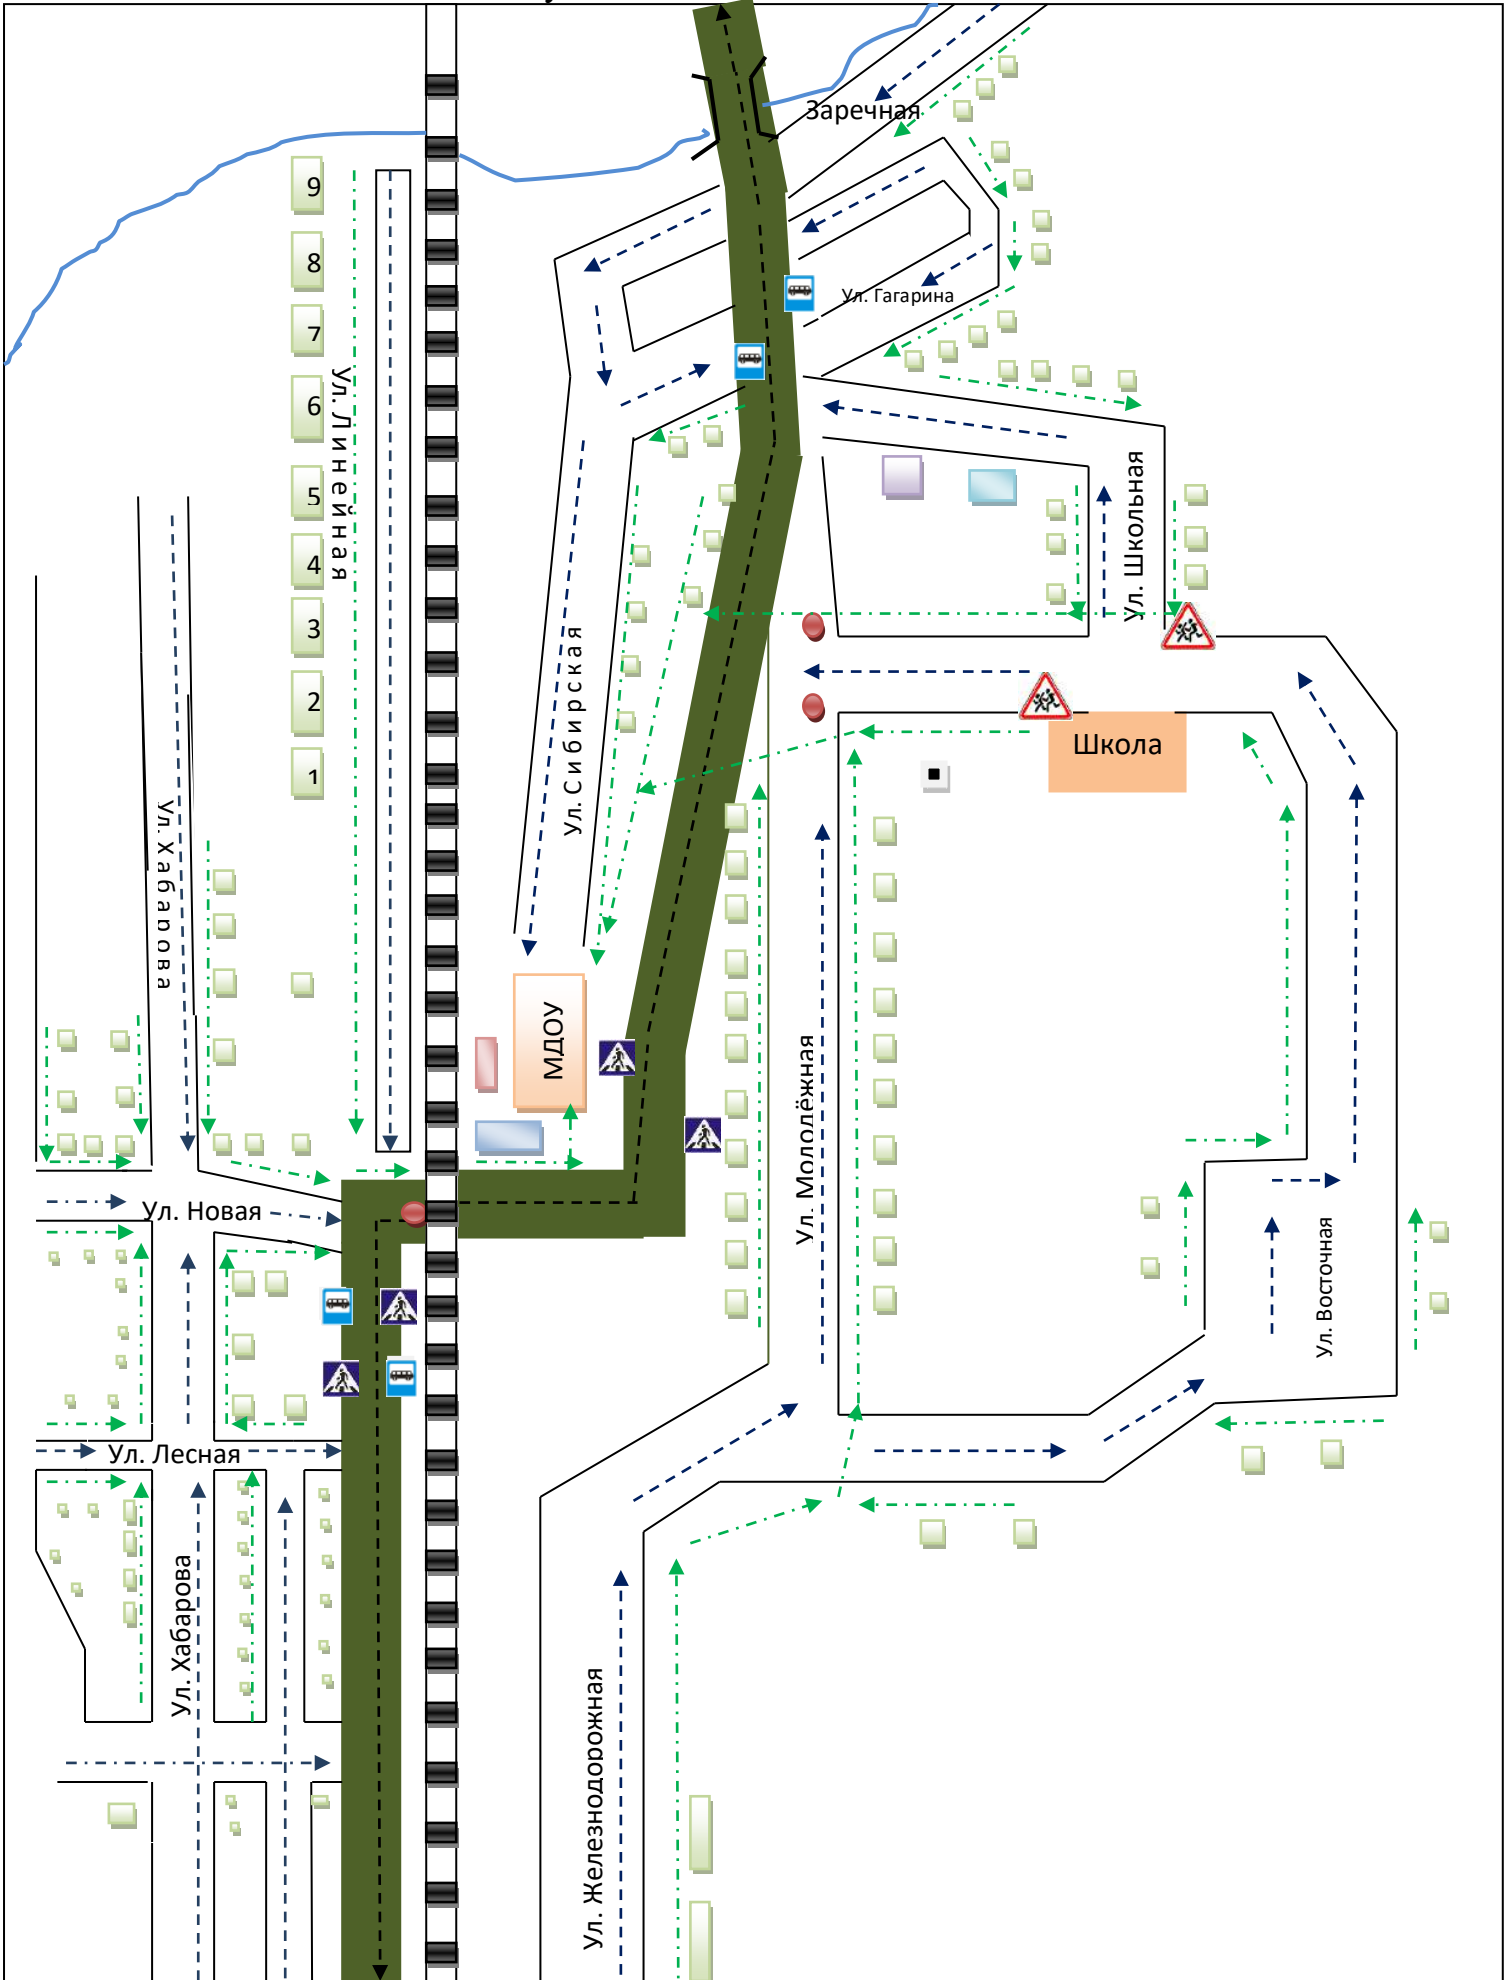 Заречная
9
8
Ул. Гагарина
7
6
Ул. Линейная
5
4
Ул. Школьная
3
2
Ул. Сибирская
Школа
1
Ул. Хабарова
МДОУ
Ул. Молодёжная
Ул. Новая
Ул. Восточная
Ул. Лесная
Ул. Хабарова
Ул. Железнодорожная